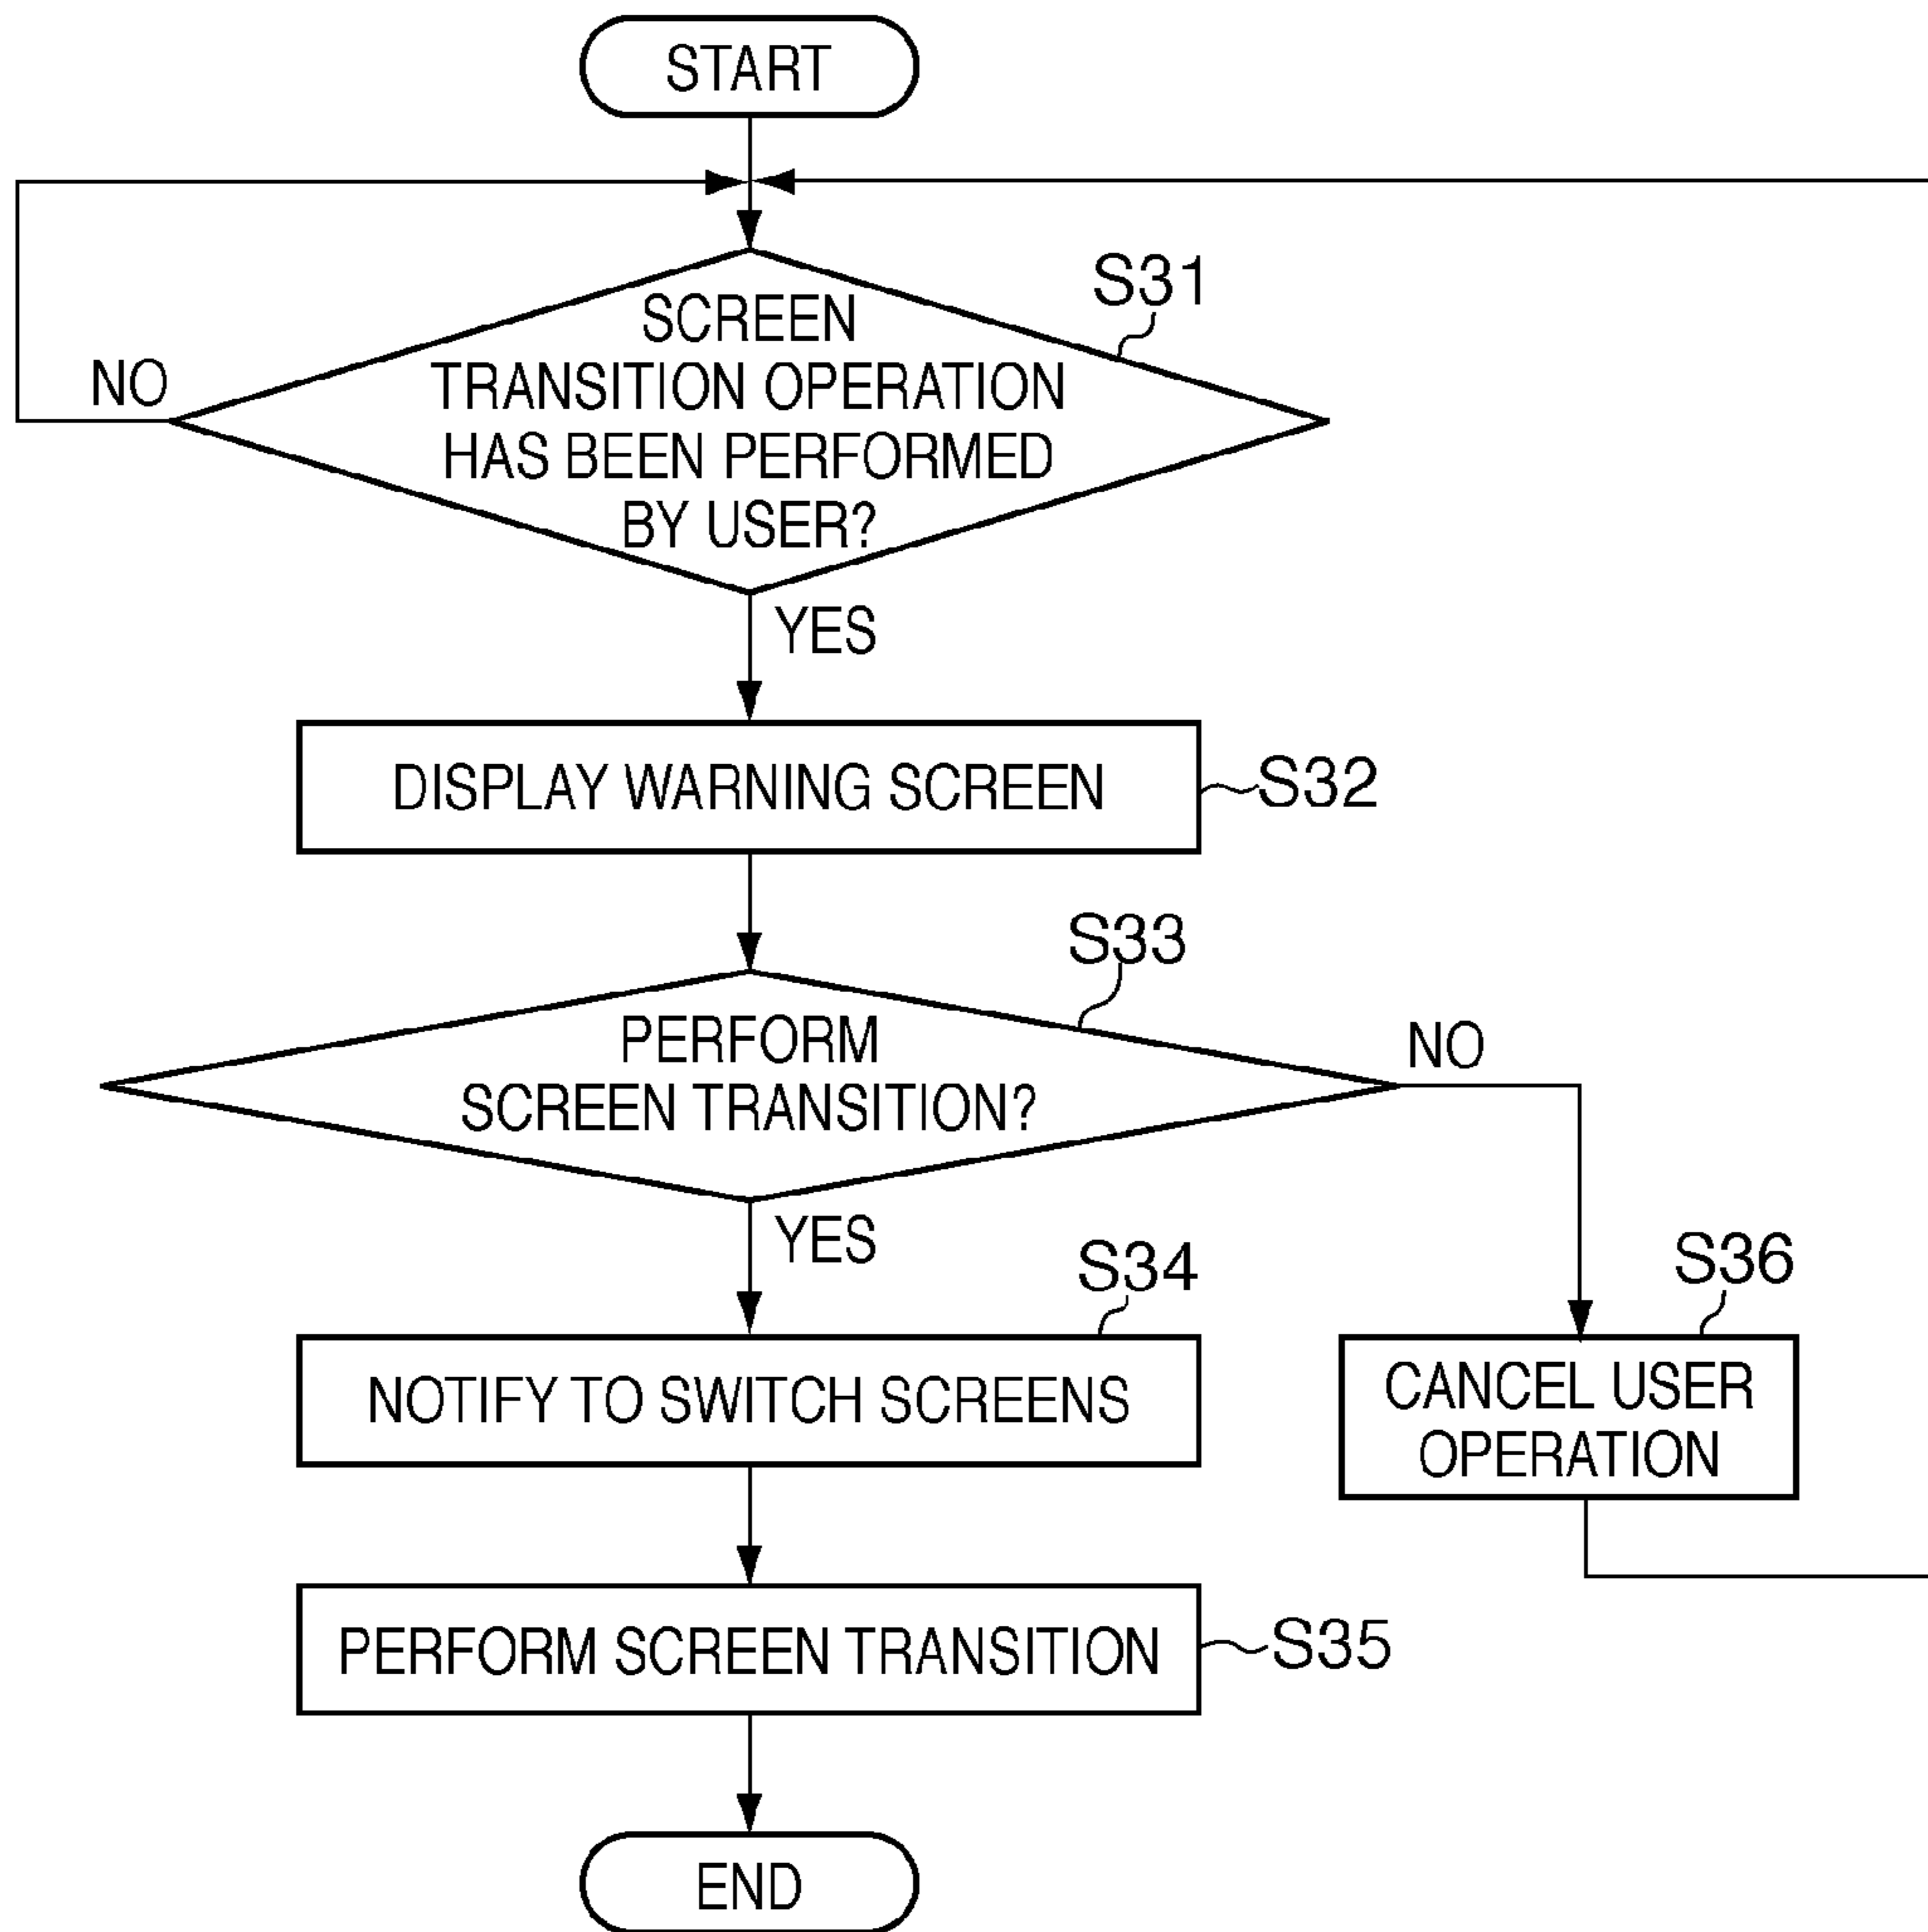 START
S31
SCREEN
TRANSITION OPERATION
HAS BEEN PERFORMED
BY USER?
NO
YES
DISPLAY WARNING SCREEN
S32
S33
PERFORM
SCREEN TRANSITION?
NO
YES
S34
NOTIFY TO SWITCH SCREENS
S36
CANCEL USER
OPERATION
PERFORM SCREEN TRANSITION
S35
END